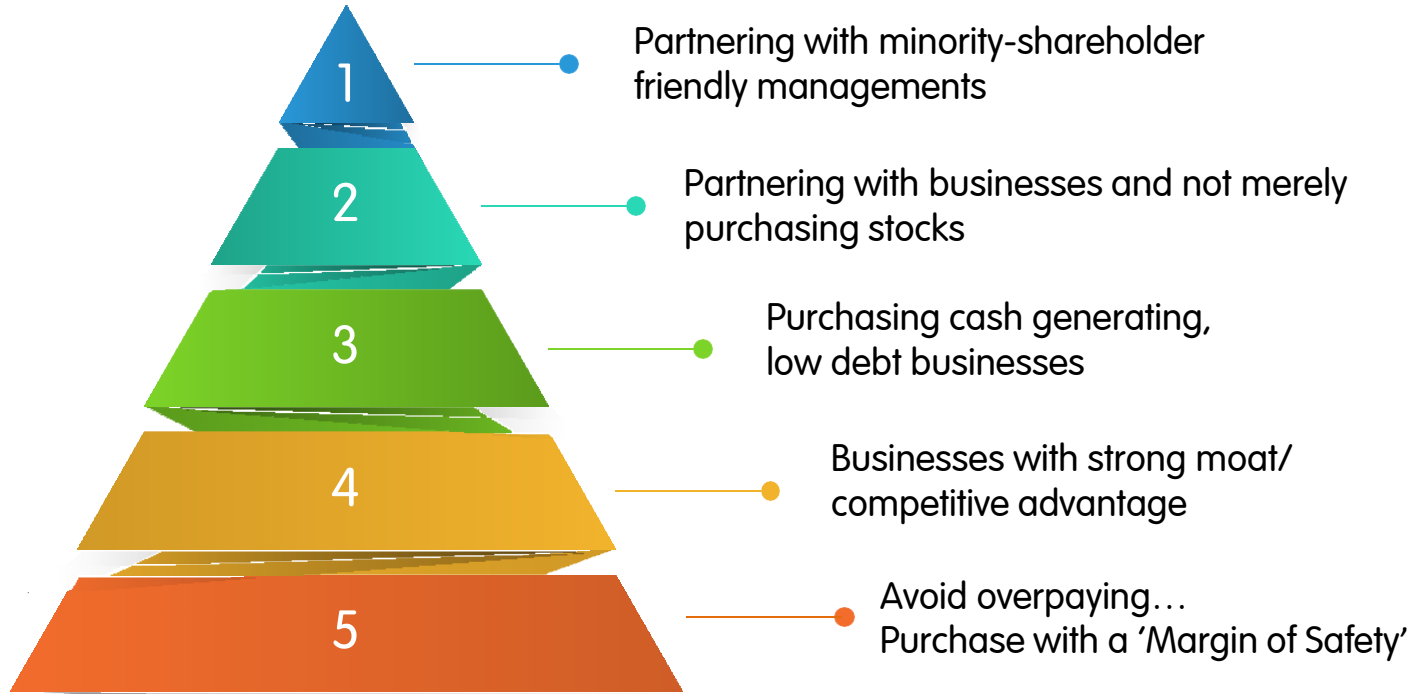 1
Partnering with minority-shareholder
friendly managements
2
Partnering with businesses and not merely
purchasing stocks
3
Purchasing cash generating,
low debt businesses
4
Businesses with strong moat/
competitive advantage
5
Avoid overpaying...
Purchase with a ‘Margin of Safety’